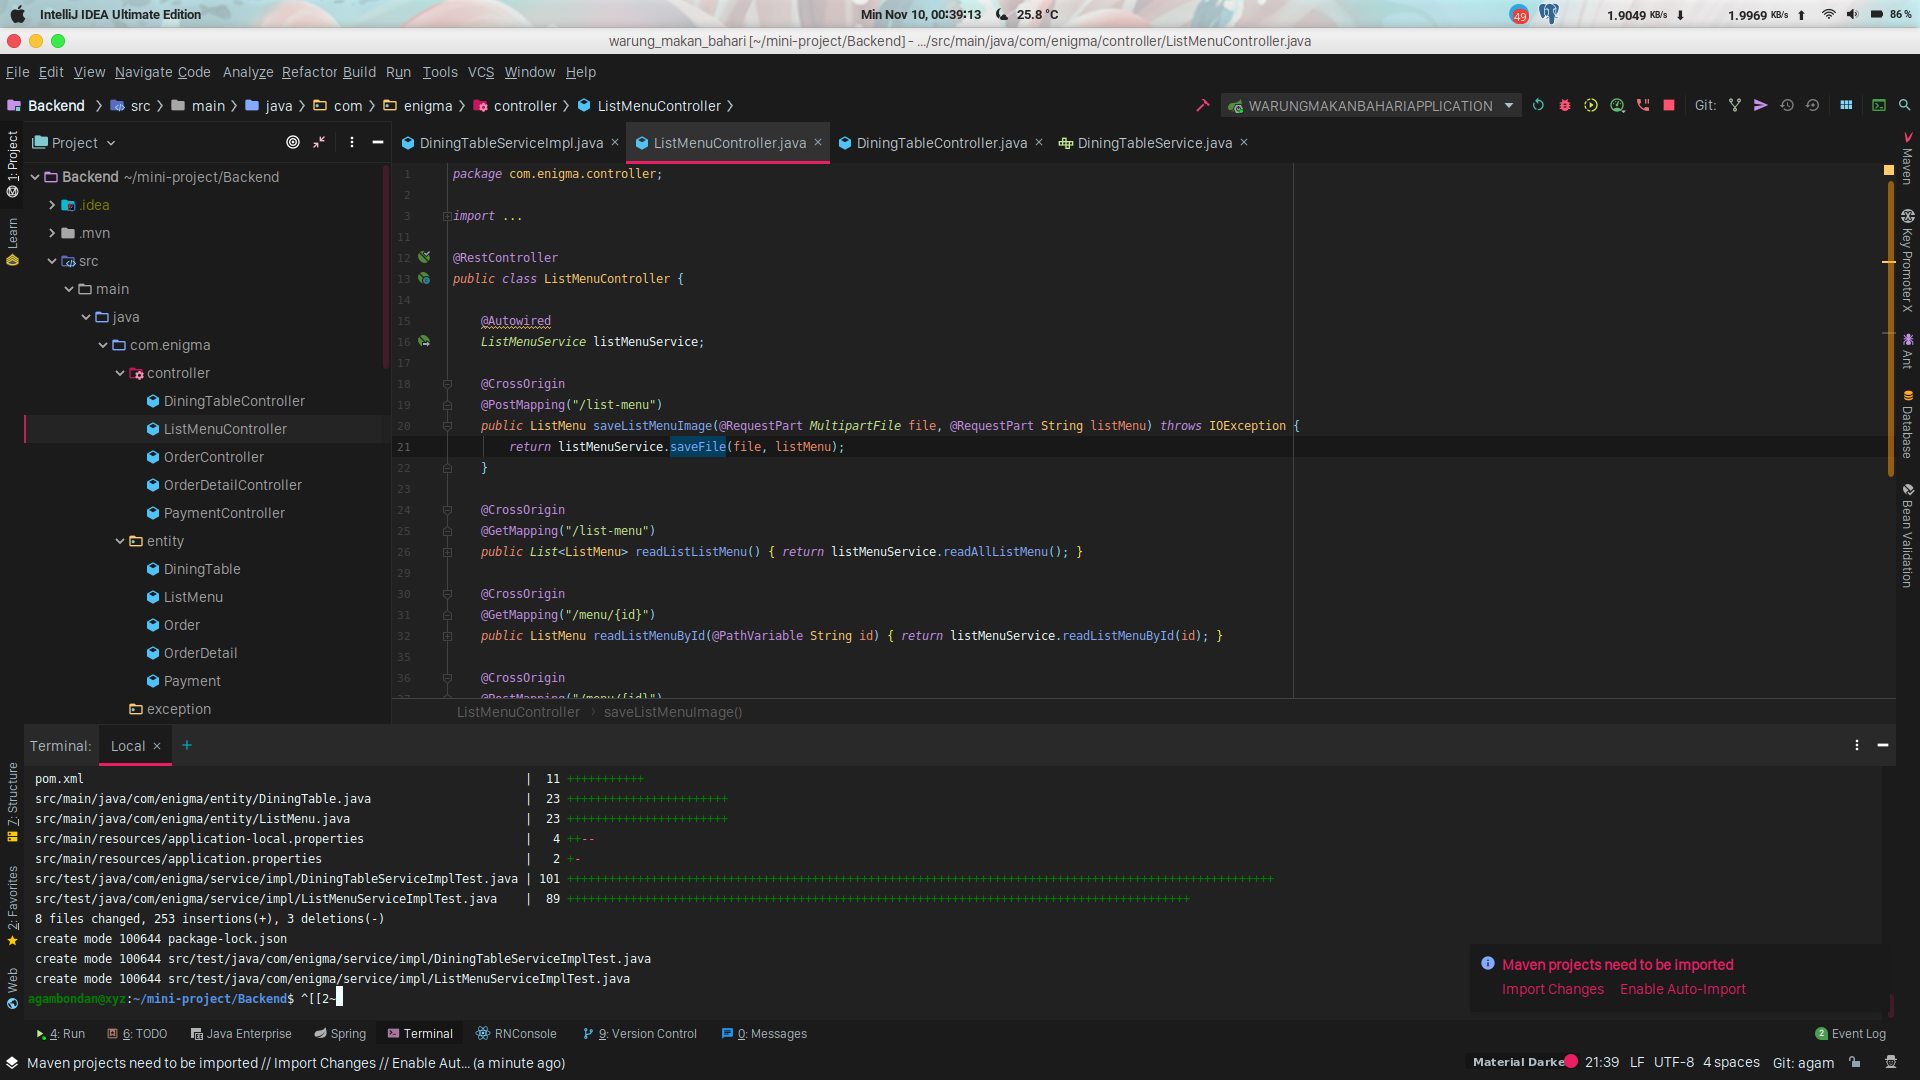 IntelliJ IDEA Ultimate Edition
Min Nov 10, 00:39:13
25.8 °C
49
1.9049 KB/s
1.9969 KB/s
86 %
warung_makan_bahari [~/mini-project/Backend] - .../src/main/java/com/enigma/controller/ListMenuController.java
File Edit View Navigate Code Analyze Refactor Build Run Tools VCS Window Help
Backend src main java com enigma controller ListMenuController
WARUNGMAKANBAHARIAPPLICATION
Git:
Project
DiningTableServiceImpl.java
ListMenuController.java
DiningTableController.java
DiningTableService.java
1: Project
Learn
7: Structure
2: Favorites
Web
Backend ~/mini-project/Backend
.idea
.mvn
src
main
java
com.enigma
controller
DiningTableController
ListMenuController
OrderController
OrderDetailController
PaymentController
entity
DiningTable
ListMenu
Order
OrderDetail
Payment
exception
1 package com.enigma.controller;
2
3 import ...
11
12 @RestController
13 public class ListMenuController {
14
15 @Autowired
16 ListMenuService listMenuService;
17
18 @CrossOrigin
19 @PostMapping("/list-menu")
20 public ListMenu saveListMenuImage(@RequestPart MultipartFile file, @RequestPart String listMenu) throws IOException {
21 return listMenuService.saveFile(file, listMenu);
22 }
23
24 @CrossOrigin
25 @GetMapping("/list-menu")
26 public List<ListMenu> readListListMenu() { return listMenuService.readAllListMenu(); }
29
30 @CrossOrigin
31 @GetMapping("/menu/{id}")
32 public ListMenu readListMenuById(@PathVariable String id) { return listMenuService.readListMenuById(id); }
35
36 @CrossOrigin
37 @PostMapping("/menu/{id}")
ListMenuController saveListMenuImage()
Maven
Key Promoter X
Ant
Database
Bean Validation
Terminal: Local +
pom.xml | 11 +++++++++++
src/main/java/com/enigma/entity/DiningTable.java | 23 +++++++++++++++++++++++
src/main/java/com/enigma/entity/ListMenu.java | 23 +++++++++++++++++++++++
src/main/resources/application-local.properties | 4 ++--
src/main/resources/application.properties | 2 +-
src/test/java/com/enigma/service/impl/DiningTableServiceImplTest.java | 101 +++++++++++++++++++++++++++++++++++++++++++++++++++++++++++++++++++++++++++++++++++++++++++++++++++++
src/test/java/com/enigma/service/impl/ListMenuServiceImplTest.java | 89 +++++++++++++++++++++++++++++++++++++++++++++++++++++++++++++++++++++++++++++++++++++++++
8 files changed, 253 insertions(+), 3 deletions(-)
create mode 100644 package-lock.json
create mode 100644 src/test/java/com/enigma/service/impl/DiningTableServiceImplTest.java
create mode 100644 src/test/java/com/enigma/service/impl/ListMenuServiceImplTest.java
agambondan@xyz:~/mini-project/Backend$ ^[[2~
Maven projects need to be imported
Import Changes Enable Auto-Import
4: Run 6: TODO Java Enterprise Spring Terminal RNConsole 9: Version Control 0: Messages
2 Event Log
Maven projects need to be imported // Import Changes // Enable Aut... (a minute ago)
Material Darke 21:39 LF UTF-8 4 spaces Git: agam